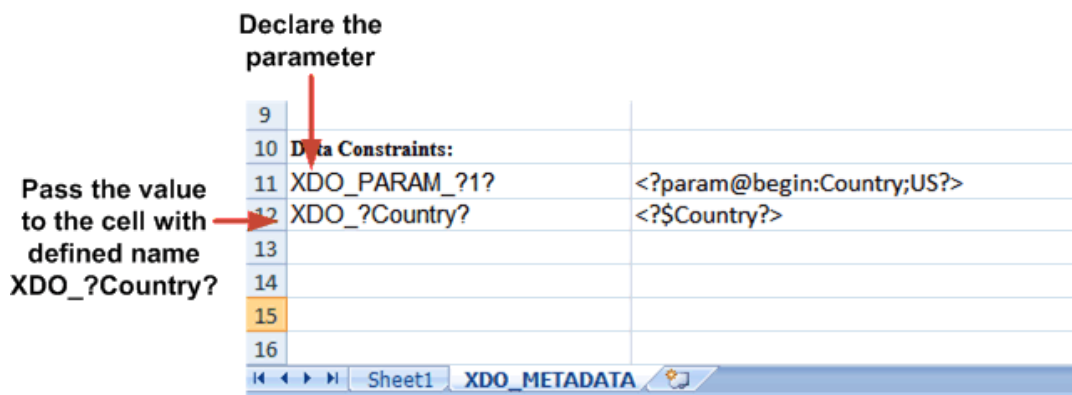 Declare the
parameter
9
10 Data Constraints:
11 XDO_PARAM_?1? <?param@begin:Country;US?>
Pass the value
to the cell with
defined name
XDO_?Country?
12 XDO_?Country? <?$Country?>
13
14
15
16
Sheet1 XDO_METADATA